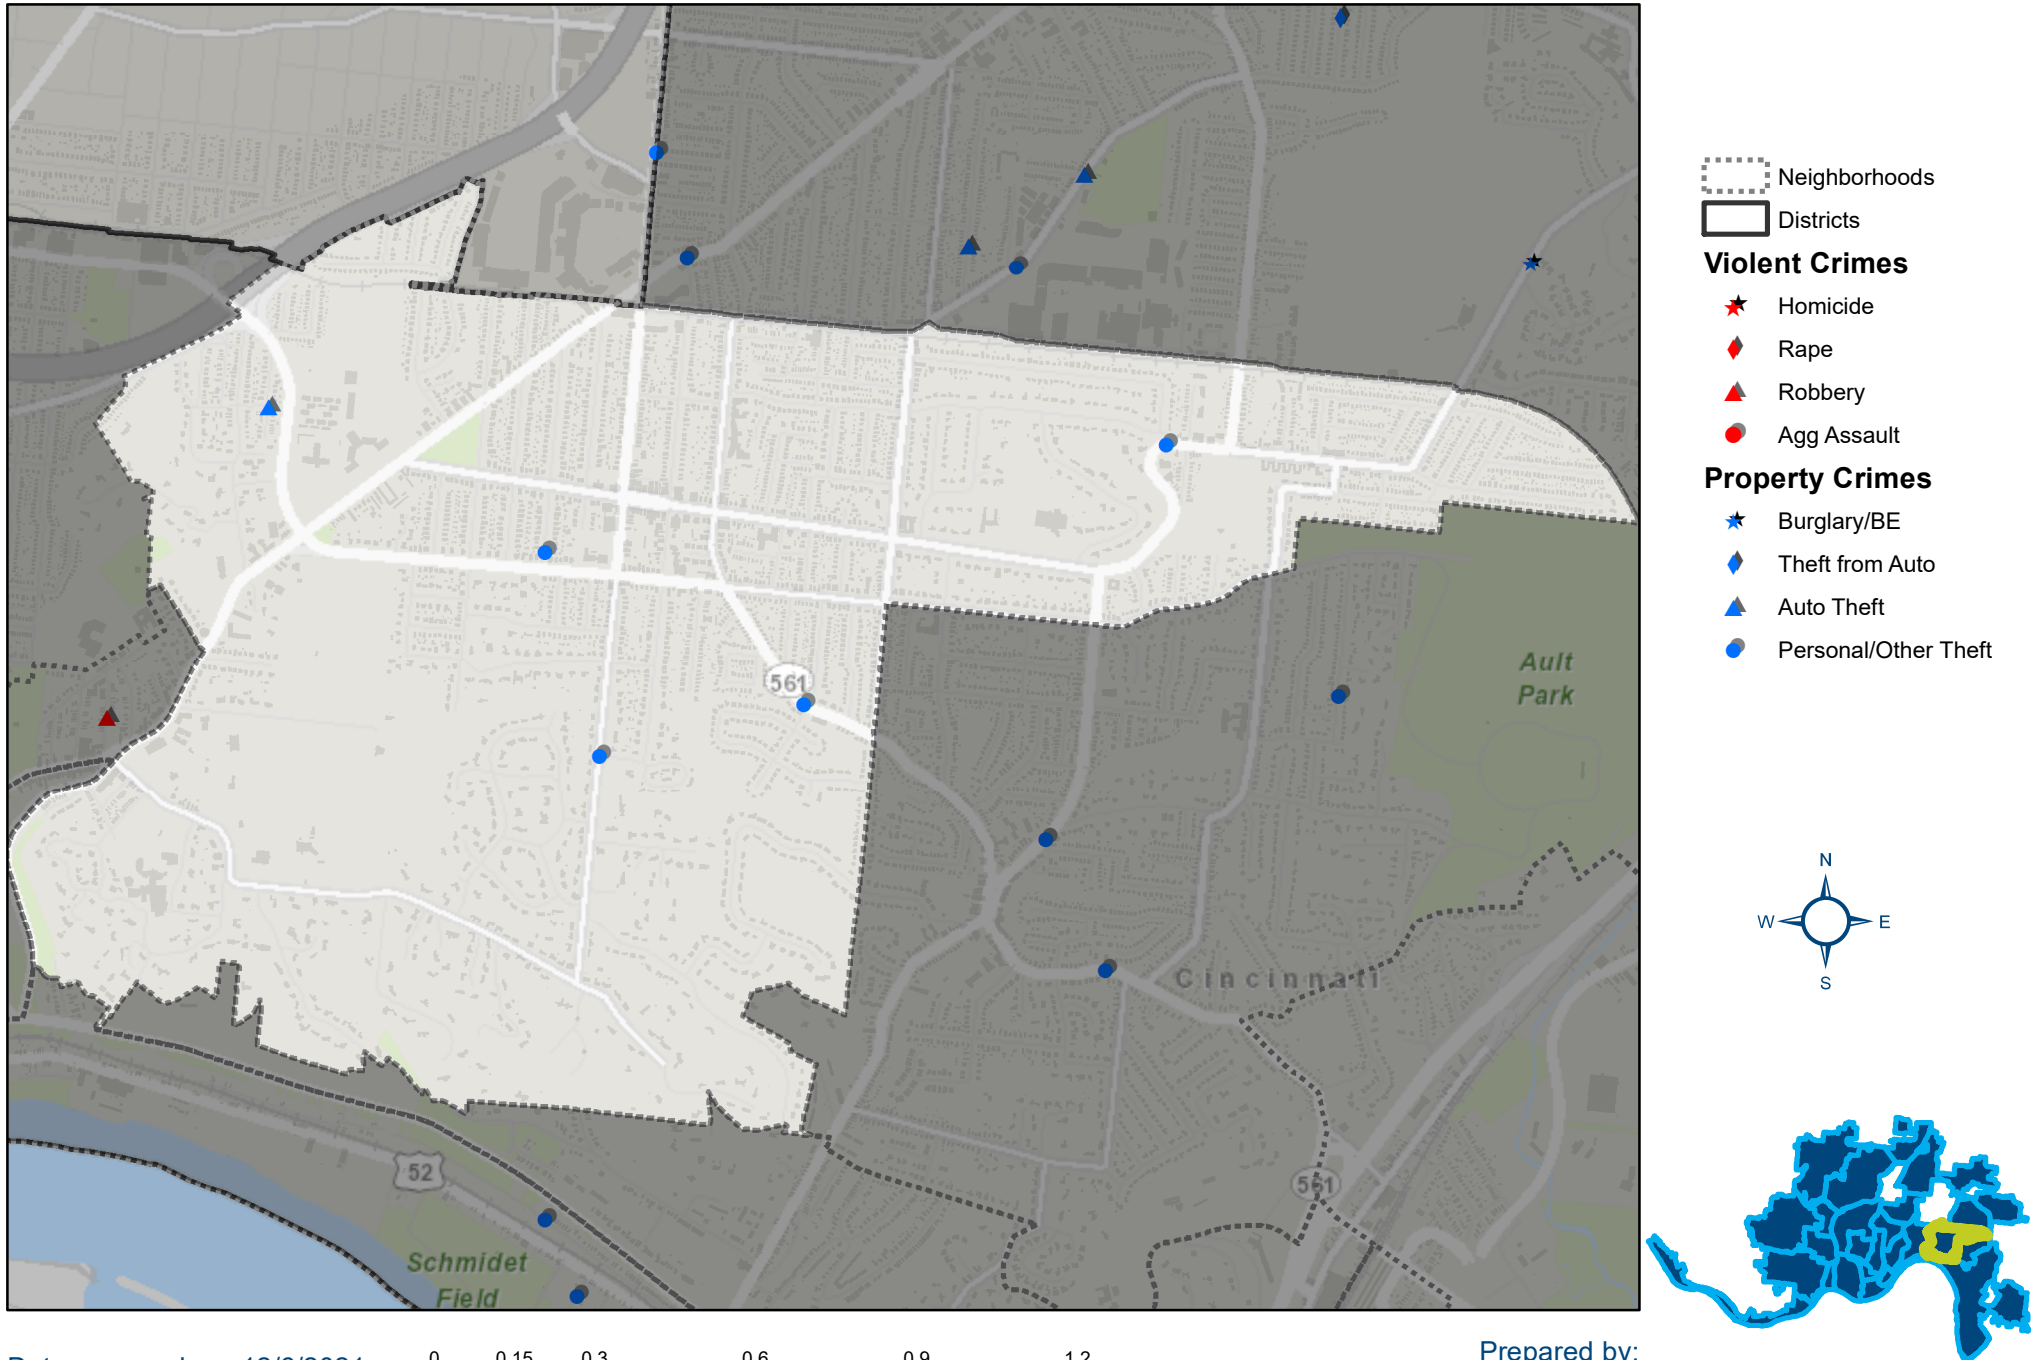 Neighborhoods
Districts
Violent Crimes
Homicide
Rape
Robbery
Agg Assault
Property Crimes
Burglary/BE
Theft from Auto
Auto Theft
Personal/Other Theft
561
Ault
Park
N
W E
S
Cincinnati
52
561
Schmidet
Field
0 0.15 0.3 0.6 0.9 1.2
Prepared by: